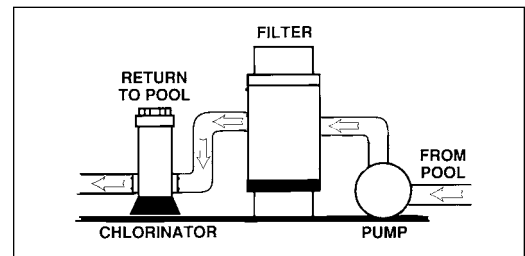 FILTER
RETURN
TO POOL
FROM
POOL
CHLORINATOR
PUMP